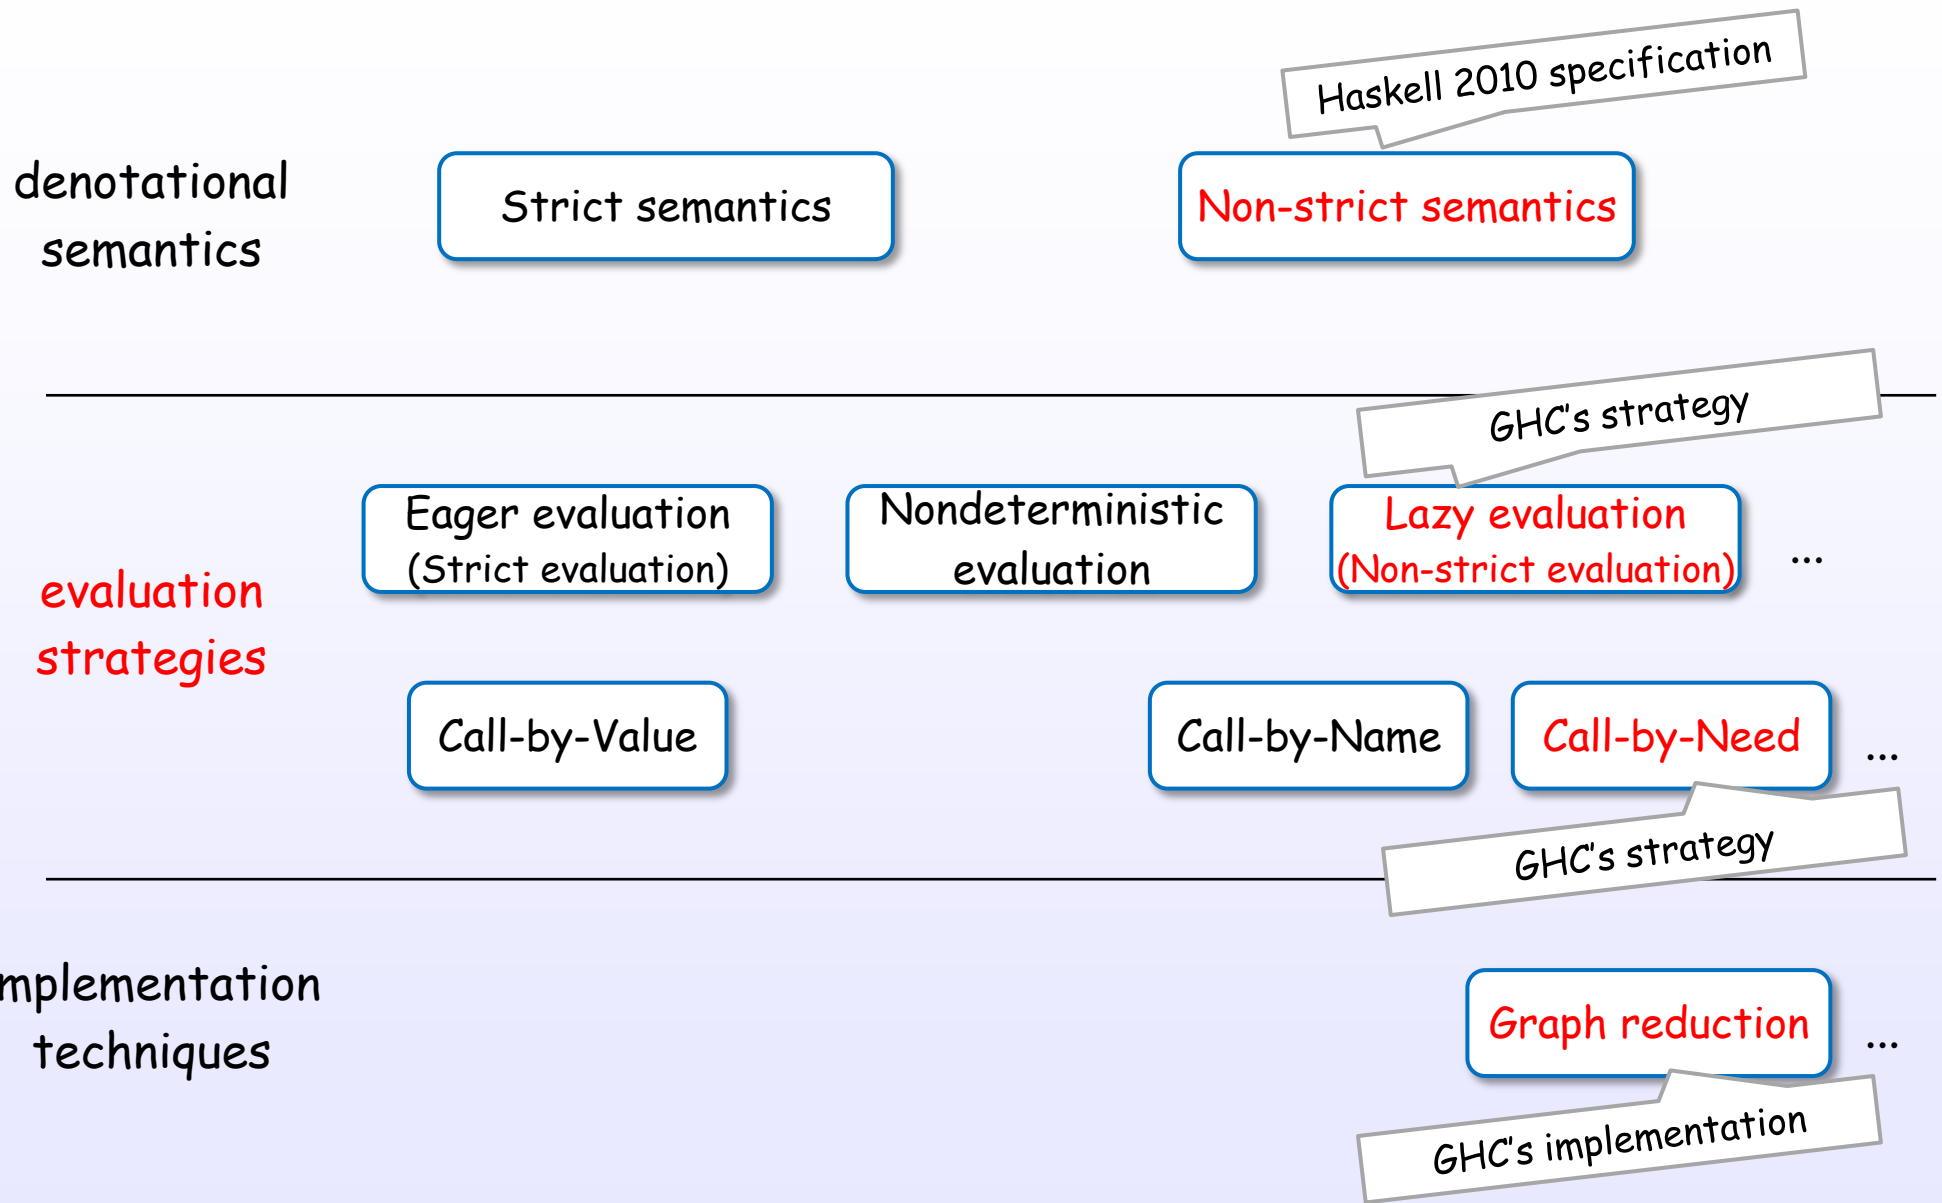 Haskell 2010 specification
denotational
semantics
Strict semantics
Non-strict semantics
GHC's strategy
evaluation
strategies
Eager evaluation
(Strict evaluation)
Nondeterministic
evaluation
Lazy evaluation
(Non-strict evaluation)
...
Call-by-Value
Call-by-Name
Call-by-Need
...
GHC's strategy
mplementation
techniques
Graph reduction
...
GHC's implementation